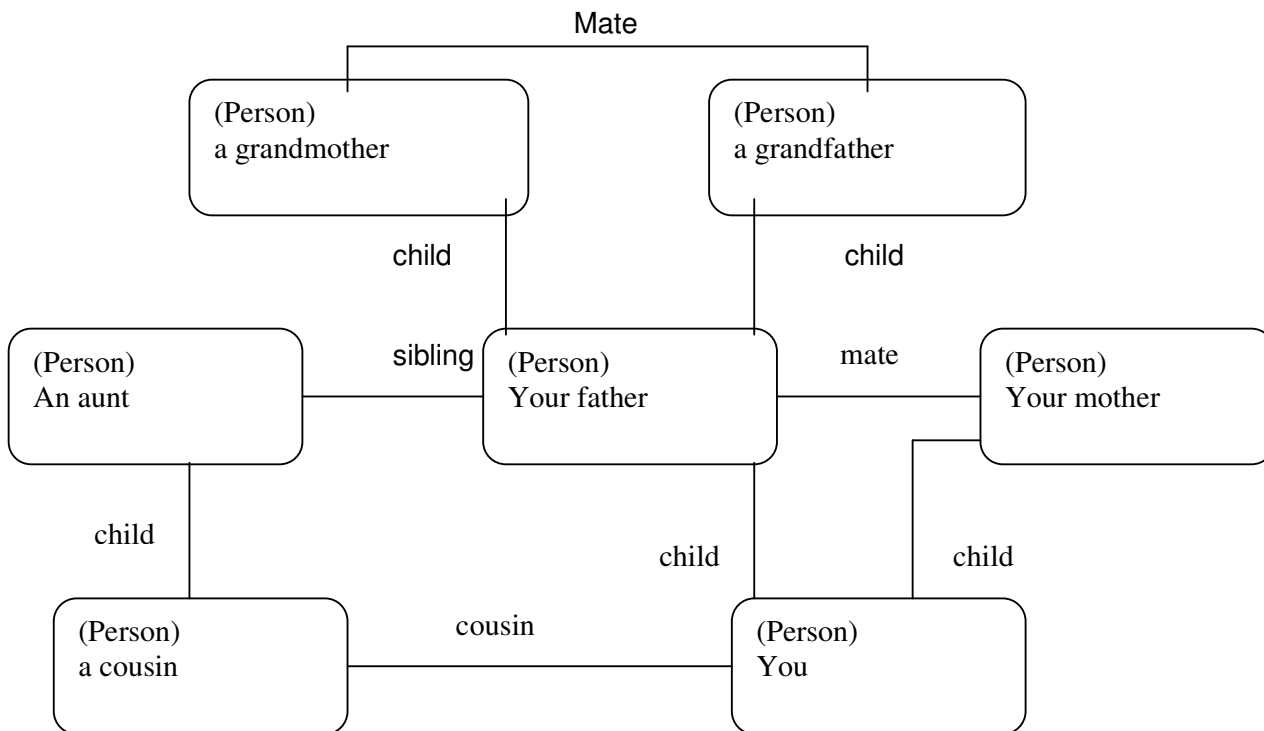 Mate
(Person)
a grandmother
(Person)
a grandfather
child
child
(Person)
An aunt
sibling
(Person)
Your father
mate
(Person)
Your mother
child
child
child
(Person)
a cousin
cousin
(Person)
You